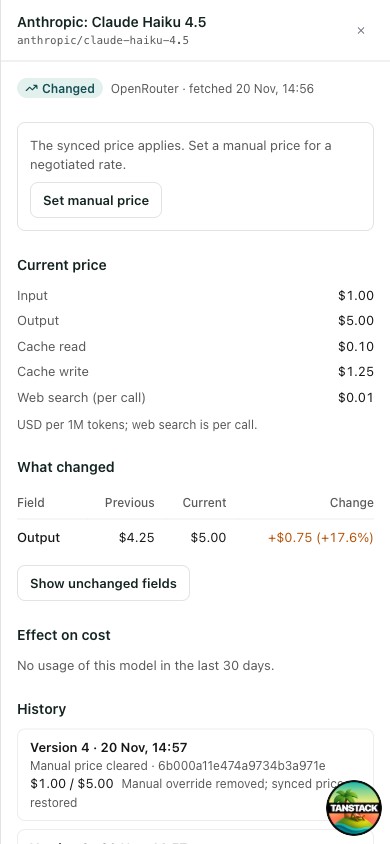 Anthropic: Claude Haiku 4.5
anthropic/claude-haiku-4.5
×
Changed OpenRouter · fetched 20 Nov, 14:56
The synced price applies. Set a manual price for a
negotiated rate.
Set manual price
Current price
Input $1.00
Output $5.00
Cache read $0.10
Cache write $1.25
Web search (per call) $0.01
USD per 1M tokens; web search is per call.
What changed
Field Previous Current Change
Output $4.25 $5.00 +$0.75 (+17.6%)
Show unchanged fields
Effect on cost
No usage of this model in the last 30 days.
History
Version 4 · 20 Nov, 14:57
Manual price cleared · 6b000a11e474a9734b3a971e
$1.00 / $5.00 Manual override removed; synced price
restored
TANSTACK